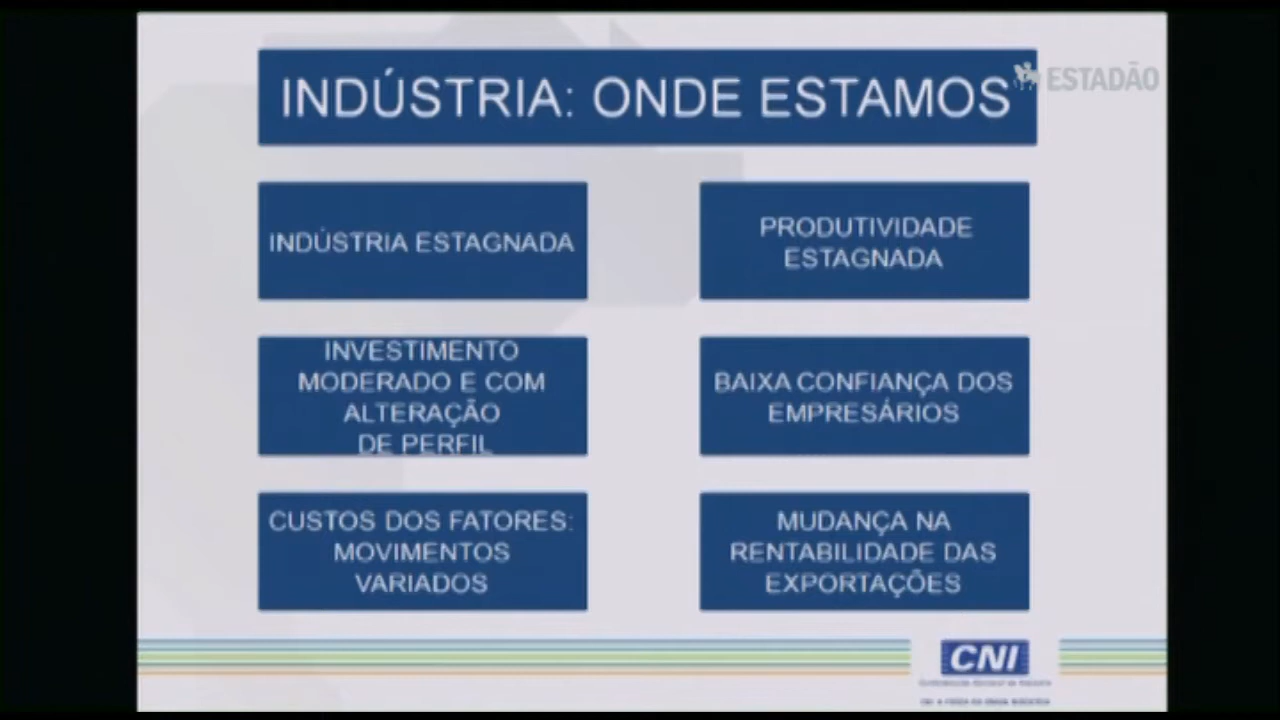 INDÚSTRIA: ONDE ESTAMOS
ESTADÃO
INDÚSTRIA ESTAGNADA
PRODUTIVIDADE
ESTAGNADA
INVESTIMENTO
MODERADO E COM
ALTERAÇÃO
DE PERFIL
BAIXA CONFIANÇA DOS
EMPRESÁRIOS
CUSTOS DOS FATORES:
MOVIMENTOS
VARIADOS
MUDANÇA NA
RENTABILIDADE DAS
EXPORTAÇÕES
CNI